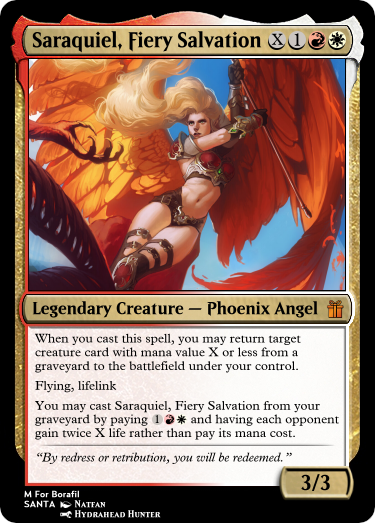 Saraquiel, Fiery Salvation X 1
Legendary Creature — Phoenix Angel
When you cast this spell, you may return target
creature card with mana value X or less from a
graveyard to the battlefield under your control.
Flying, lifelink
You may cast Saraquiel, Fiery Salvation from your
graveyard by paying 1 and having each opponent
gain twice X life rather than pay its mana cost.
“By redress or retribution, you will be redeemed.”
3/3
M For Borafil
SANTA Natfan
Hydrahead Hunter